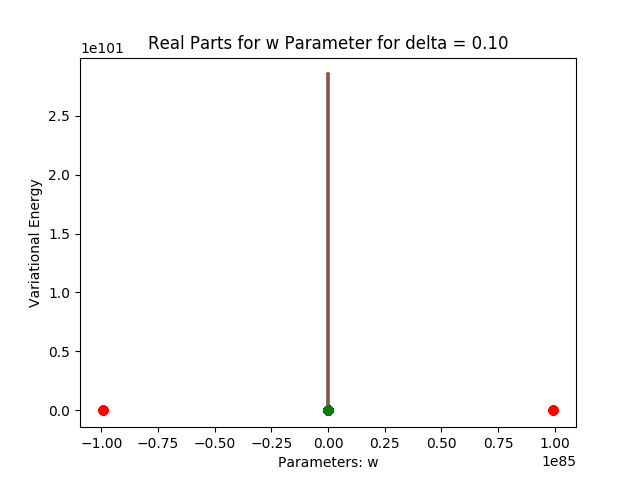 Real Parts for w Parameter for delta = 0.10
1e101
2.5
2.0
1.5
1.0
0.5
0.0
Variational Energy
−1.00 −0.75 −0.50 −0.25 0.00 0.25 0.50 0.75 1.00
1e85
Parameters: w